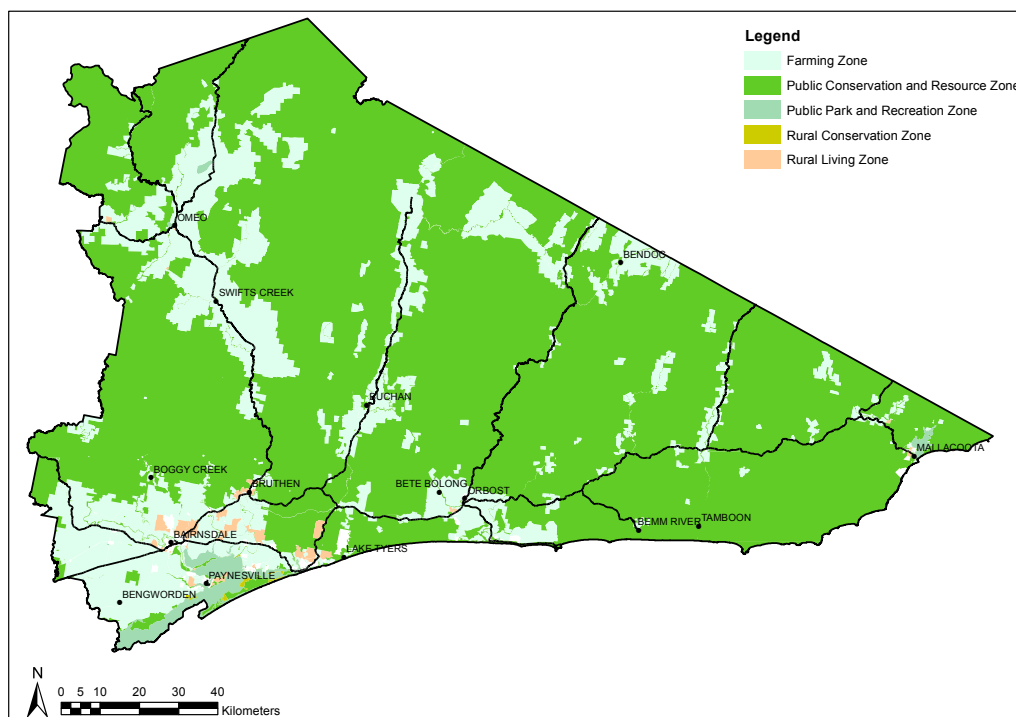 Legend
Farming Zone
Public Conservation and Resource Zone
Public Park and Recreation Zone
Rural Conservation Zone
Rural Living Zone
OMEO
BENDOC
SWIFTS CREEK
BUCHAN
MALLACOOTA
BOGGY CREEK
BRUTHEN
BETE BOLONG
ORBOST
BEMM RIVER
TAMBOON
BAIRNSDALE
LAKE TYERS
PAYNESVILLE
BENGWORDEN
N
0 5 10 20 30 40
Kilometers